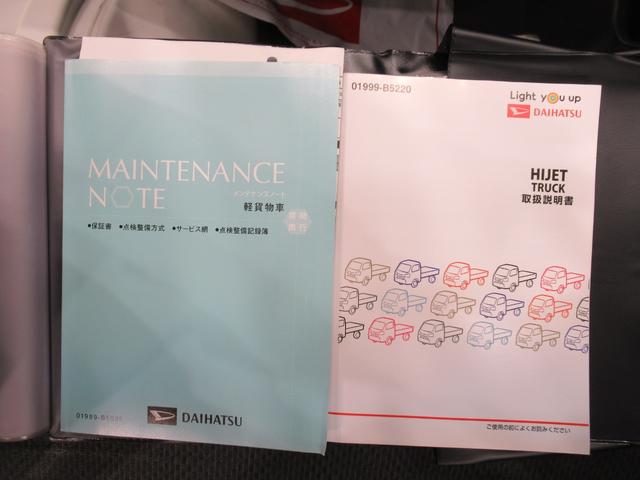 MAINTENANCE
NOTE
メンテナンスノート
軽貨物車
•保証書 •点検整備方式 •サービス網 •点検整備記録簿
DAIHATSU
01999-B5220
Light you up
DAIHATSU
HIJET
TRUCK
取扱説明書
ご使用の前によくお読みください